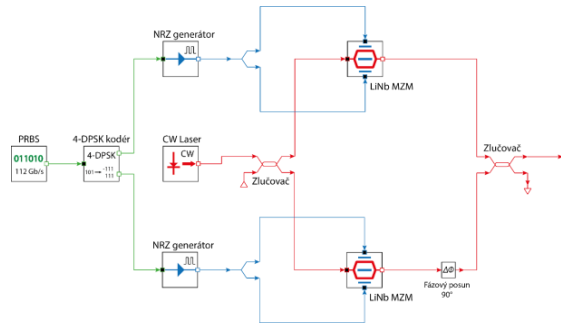 NRZ generátor
LiNb MZM
PRBS
011010
112 Gb/s
4-DPSK kodér
4-DPSK
101→ -111
111
CW Laser
CW
Zlučovač
Zlučovač
NRZ generátor
LiNb MZM
ΔΦ
Fázový posun
90°